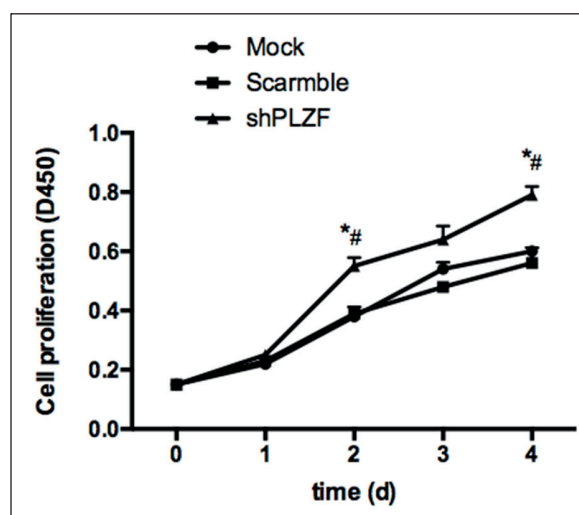 Mock
Scarmble
shPLZF
Cell proliferation (D450)
1.0
0.8
0.6
0.4
0.2
0.0
*#
*#
0 1 2 3 4
time (d)